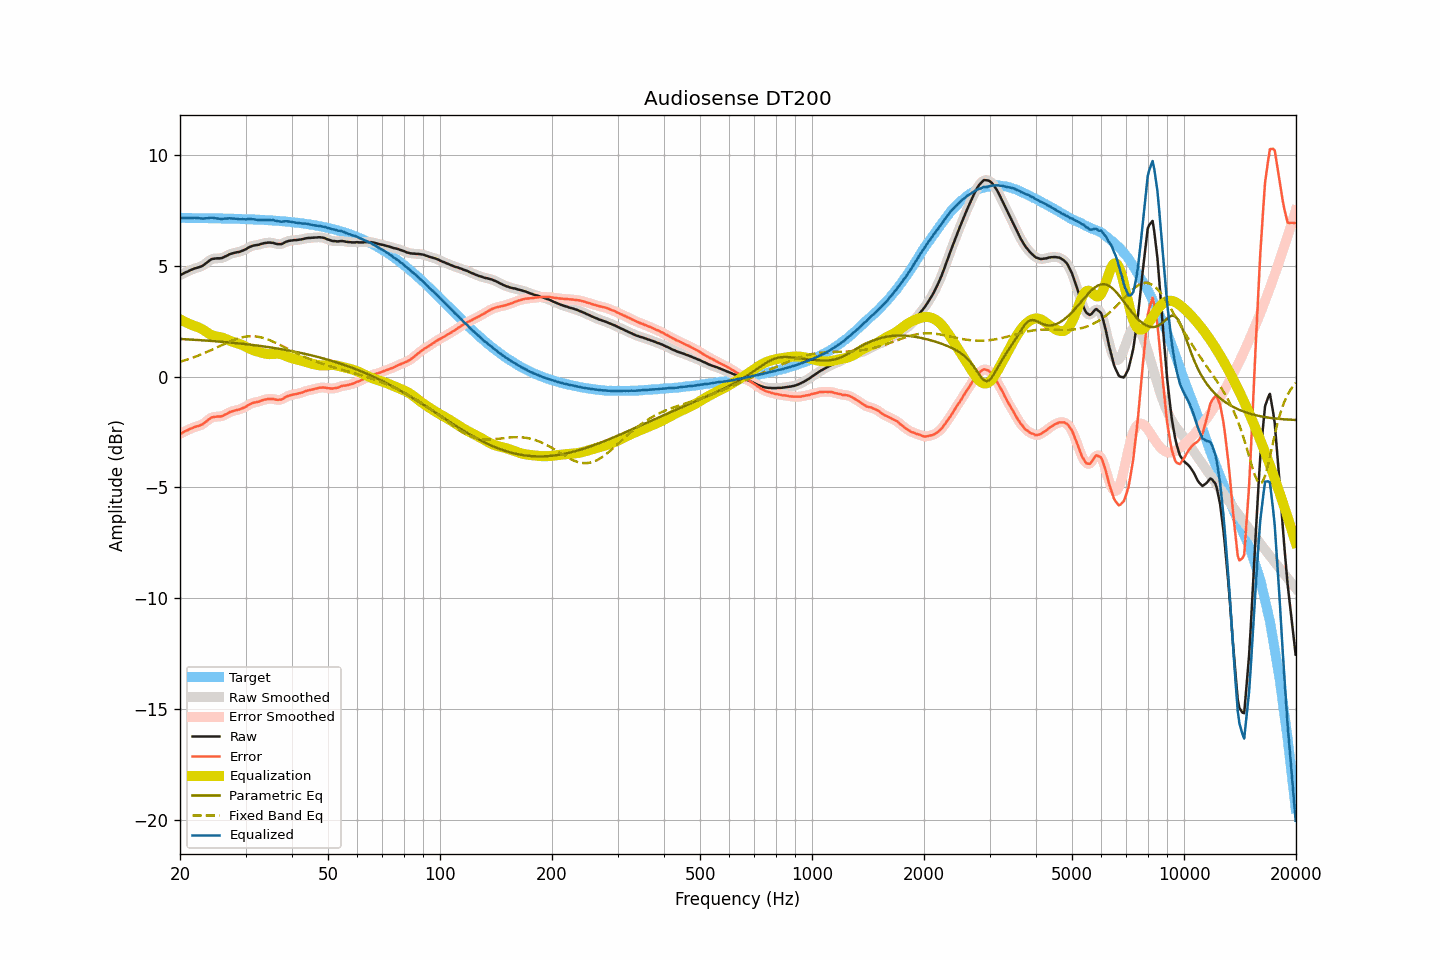 Audiosense DT200
Amplitude (dBr)
10
5
0
−5
−10
−15
−20
Target
Raw Smoothed
Error Smoothed
Raw
Error
Equalization
Parametric Eq
Fixed Band Eq
Equalized
20 50 100 200 500 1000 2000 5000 10000 20000
Frequency (Hz)